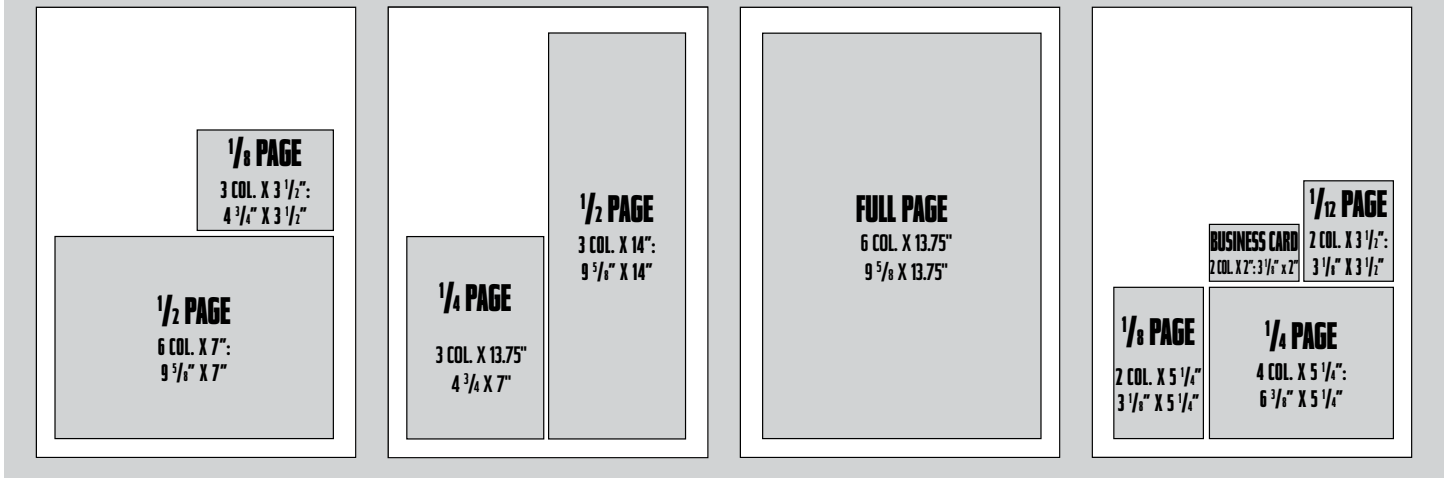 1/8 PAGE
3 COL. X 3 1/2":
4 3/4" X 3 1/2"
1/2 PAGE
6 COL. X 7":
9 5/8" X 7"
1/2 PAGE
3 COL. X 14":
9 5/8" X 14"
1/4 PAGE
3 COL. X 13.75"
4 3/4 X 7"
FULL PAGE
6 COL. X 13.75"
9 5/8 X 13.75"
1/12 PAGE
2 COL. X 3 1/2":
3 1/8" X 3 1/2"
BUSINESS CARD
2 COL. X 2": 3 1/8" x 2"
1/8 PAGE
2 COL. X 5 1/4"
3 1/8" X 5 1/4"
1/4 PAGE
4 COL. X 5 1/4":
6 3/8" X 5 1/4"